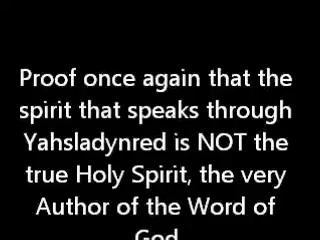 Proof once again that the
spirit that speaks through
Yahsladynred is NOT the
true Holy Spirit, the very
Author of the Word of
God